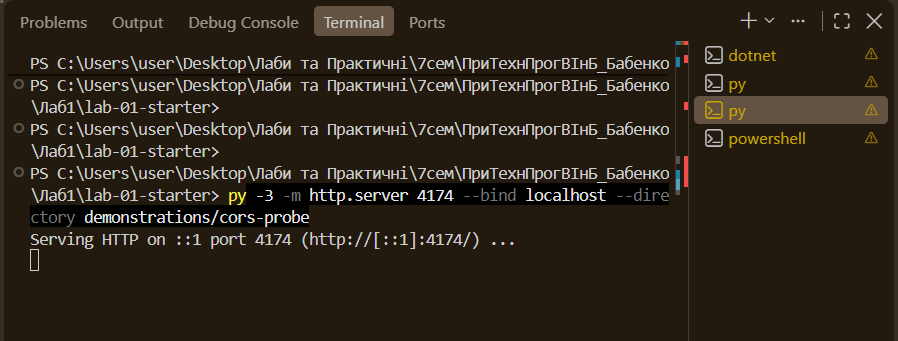 Problems Output Debug Console Terminal Ports
PS C:\Users\user\Desktop\Лаби та Практичні\7сем\ПриТехнПрогВІнБ_Бабенко
PS C:\Users\user\Desktop\Лаби та Практичні\7сем\ПриТехнПрогВІнБ_Бабенко
\Лаб1\lab-01-starter>
PS C:\Users\user\Desktop\Лаби та Практичні\7сем\ПриТехнПрогВІнБ_Бабенко
\Лаб1\lab-01-starter>
PS C:\Users\user\Desktop\Лаби та Практичні\7сем\ПриТехнПрогВІнБ_Бабенко
\Лаб1\lab-01-starter> py -3 -m http.server 4174 --bind localhost --dire
ctory demonstrations/cors-probe
Serving HTTP on ::1 port 4174 (http://[::1]:4174/) ...
dotnet
py
py
powershell